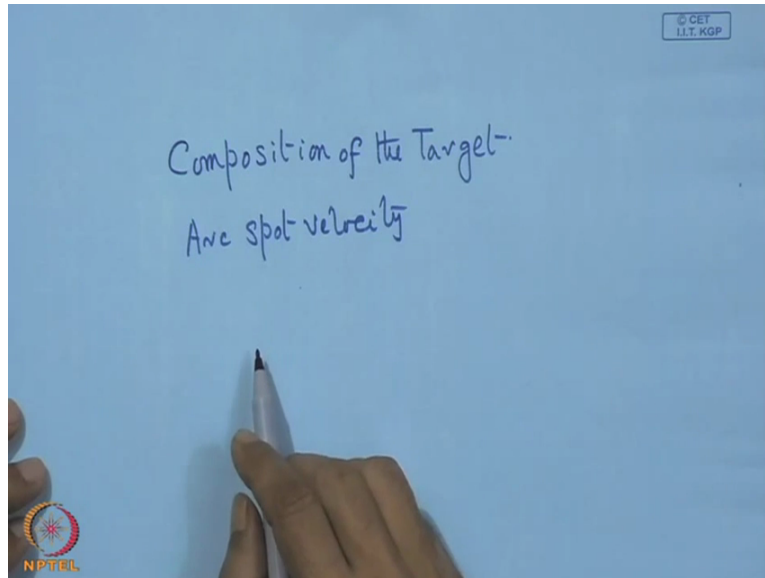 © CET
I.I.T. KGP
Composition of the Target.
Arc spot velocity
NPTEL